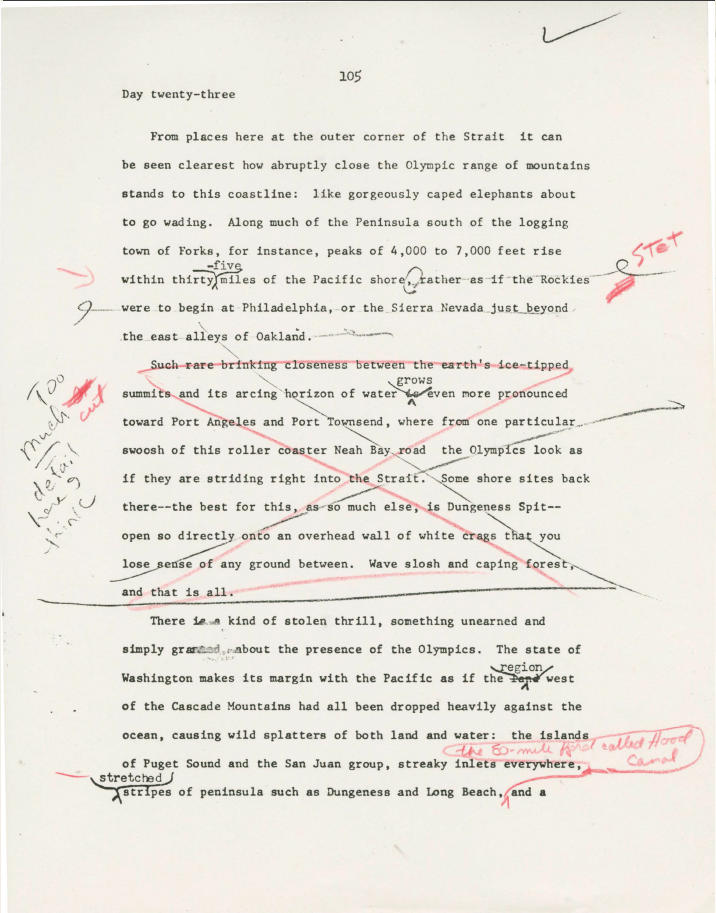 105
Day twenty-three
From places here at the outer corner of the Strait it can
be seen clearest how abruptly close the Olympic range of mountains
stands to this coastline: like gorgeously caped elephants about
to go wading. Along much of the Peninsula south of the logging
town of Forks, for instance, peaks of 4,000 to 7,000 feet rise
STET
-five
within thirty miles of the Pacific shore, rather as if the Rockies
were to begin at Philadelphia, or the Sierra Nevada just beyond
the east alleys of Oakland.
Such rare brinking closeness between the earth's ice-tipped
grows
summits and its arcing horizon of water is even more pronounced
toward Port Angeles and Port Townsend, where from one particular
swoosh of this roller coaster Neah Bay road the Olympics look as
if they are striding right into the Strait. Some shore sites back
there--the best for this, as so much else, is Dungeness Spit--
open so directly onto an overhead wall of white crags that you
lose sense of any ground between. Wave slosh and caping forest,
and that is all.
Too
much
detail
here I
think
cut
There is a kind of stolen thrill, something unearned and
simply granted, about the presence of the Olympics. The state of
region
Washington makes its margin with the Pacific as if the land west
of the Cascade Mountains had all been dropped heavily against the
ocean, causing wild splatters of both land and water: the islands
the 80-mile fjord called Hood
Canal
of Puget Sound and the San Juan group, streaky inlets everywhere,
stretched
stripes of peninsula such as Dungeness and Long Beach, and a